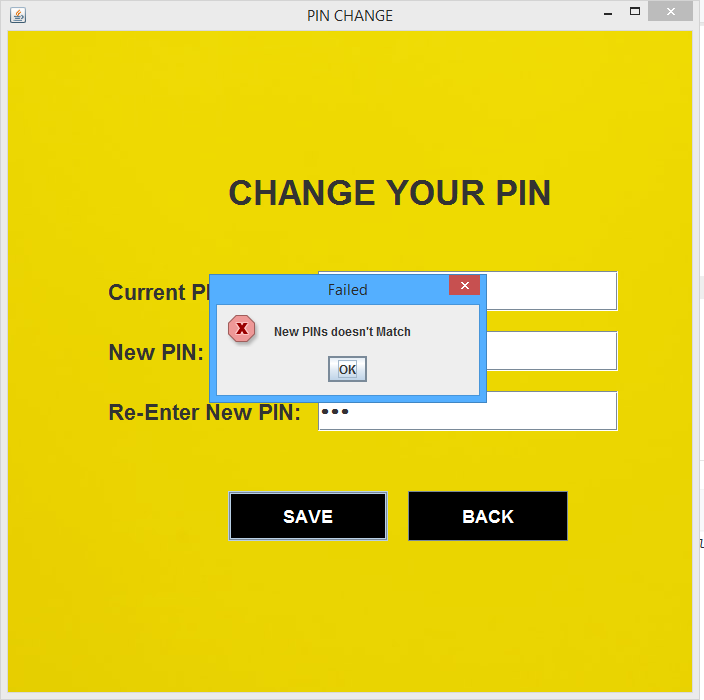 PIN CHANGE
CHANGE YOUR PIN
Current
Failed
New PINs doesn't Match
OK
New PIN:
Re-Enter New PIN:
SAVE
BACK